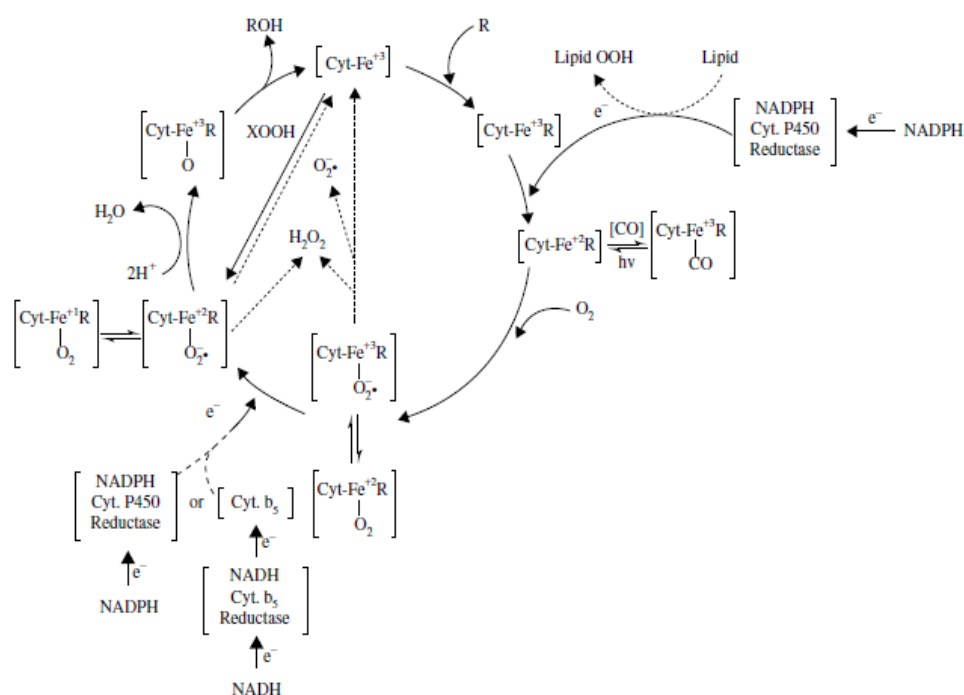 ROH
[Cyt-Fe⁺³]
R
Lipid OOH
Lipid
e⁻
[NADPH
Cyt. P450
Reductase]
e⁻
NADPH
[Cyt-Fe⁺³R
O]
XOOH
[Cyt-Fe⁺³R]
O₂⁻•
H₂O
2H⁺
H₂O₂
[Cyt-Fe⁺²R]
[CO]
hν
[Cyt-Fe⁺³R
CO]
[Cyt-Fe⁺¹R
O₂]
[Cyt-Fe⁺²R
O₂⁻•]
O₂
[Cyt-Fe⁺³R
O₂⁻•]
e⁻
[NADPH
Cyt. P450
Reductase]
or
[Cyt. b₅]
[Cyt-Fe⁺²R
O₂]
e⁻
NADPH
e⁻
[NADH
Cyt. b₅
Reductase]
e⁻
NADH